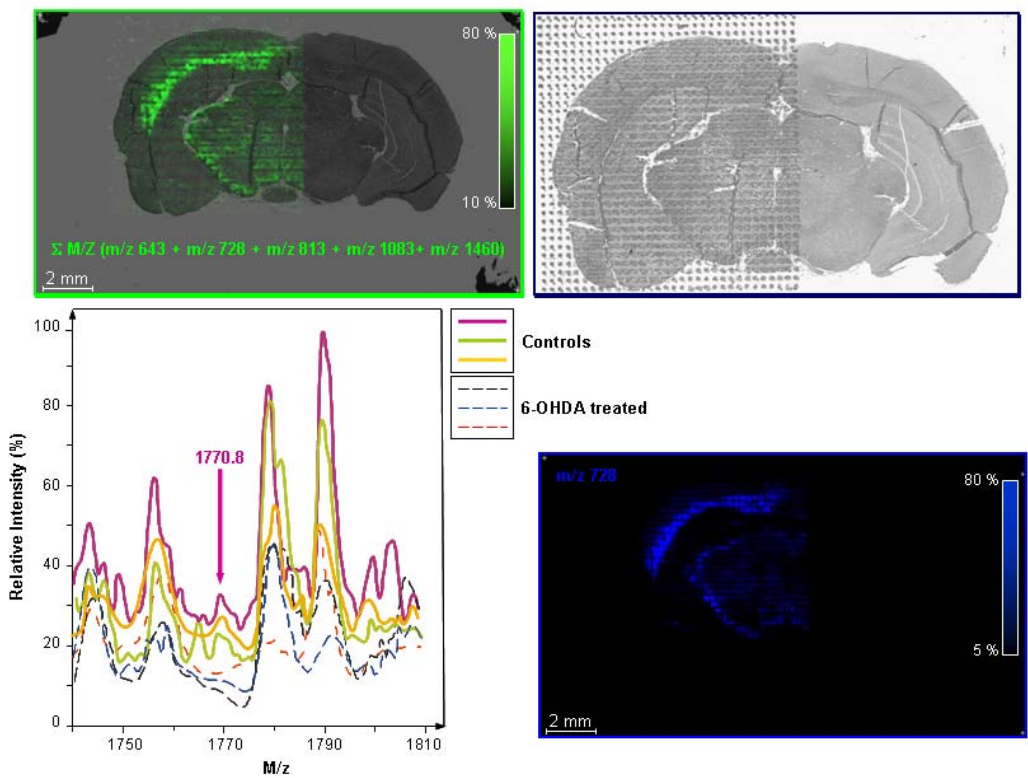 80 %
10 %
Σ M/Z (m/z 643 + m/z 728 + m/z 813 + m/z 1083+ m/z 1460)
2 mm
100
80
60
40
20
0
1750
1770
1790
1810
Relative Intensity (%)
M/z
1770.8
Controls
6-OHDA treated
m/z 728
80 %
5 %
2 mm